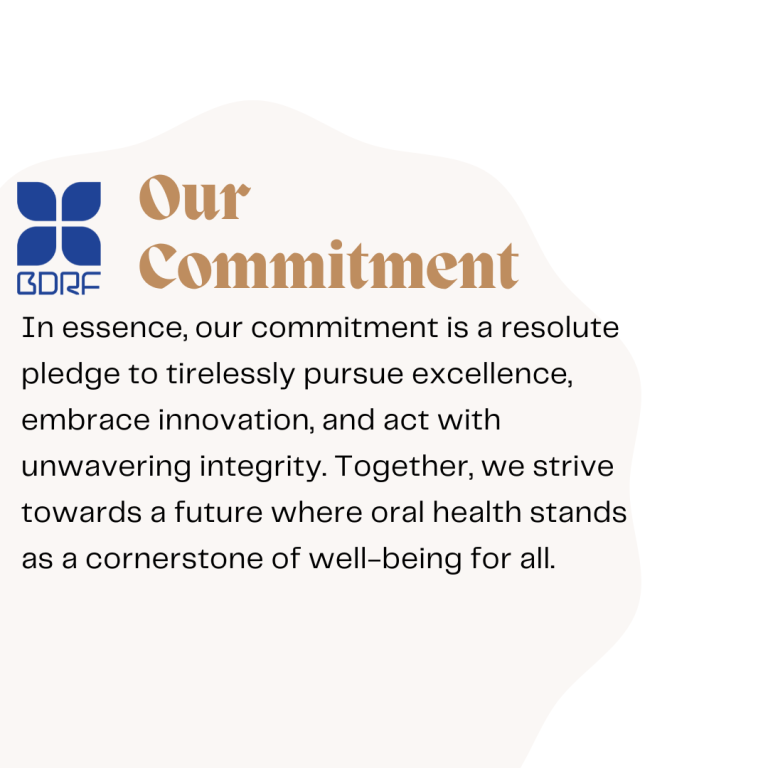 Our
Commitment
BDRF
In essence, our commitment is a resolute
pledge to tirelessly pursue excellence,
embrace innovation, and act with
unwavering integrity. Together, we strive
towards a future where oral health stands
as a cornerstone of well-being for all.